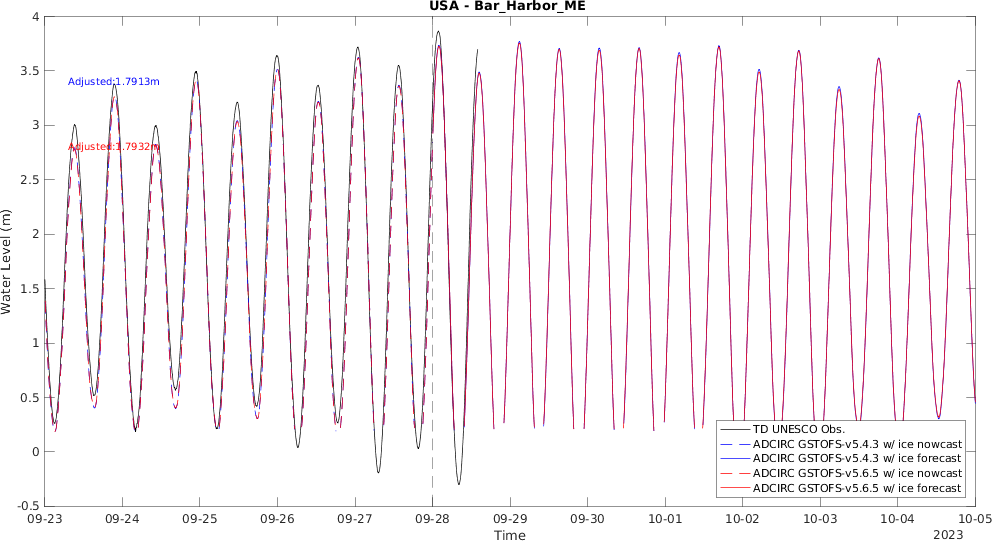 USA - Bar_Harbor_ME
4
3.5
3
2.5
2
1.5
1
0.5
0
-0.5
Water Level (m)
Adjusted:1.7913m
Adjusted:1.7932m
TD UNESCO Obs.
ADCIRC GSTOFS-v5.4.3 w/ ice nowcast
ADCIRC GSTOFS-v5.4.3 w/ ice forecast
ADCIRC GSTOFS-v5.6.5 w/ ice nowcast
ADCIRC GSTOFS-v5.6.5 w/ ice forecast
09-23 09-24 09-25 09-26 09-27 09-28 09-29 09-30 10-01 10-02 10-03 10-04 10-05
Time
2023